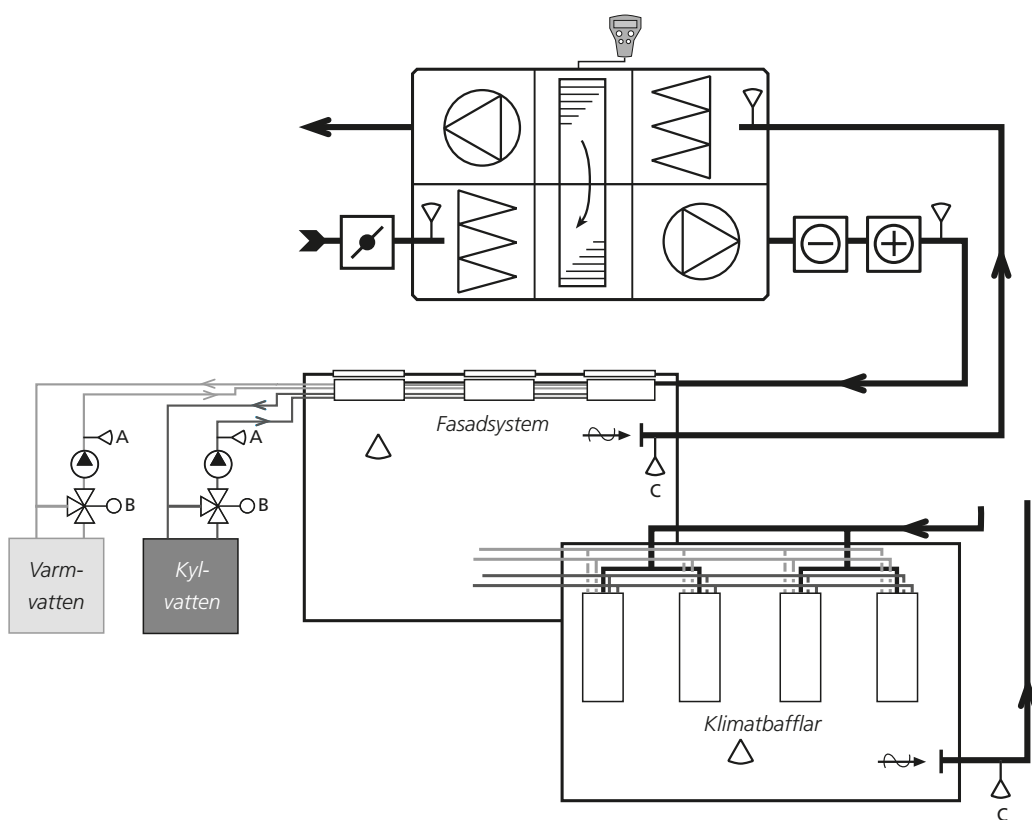 Fasadsystem
A
A
C
B
B
Varm-
vatten
Kyl-
vatten
Klimatbafflar
C